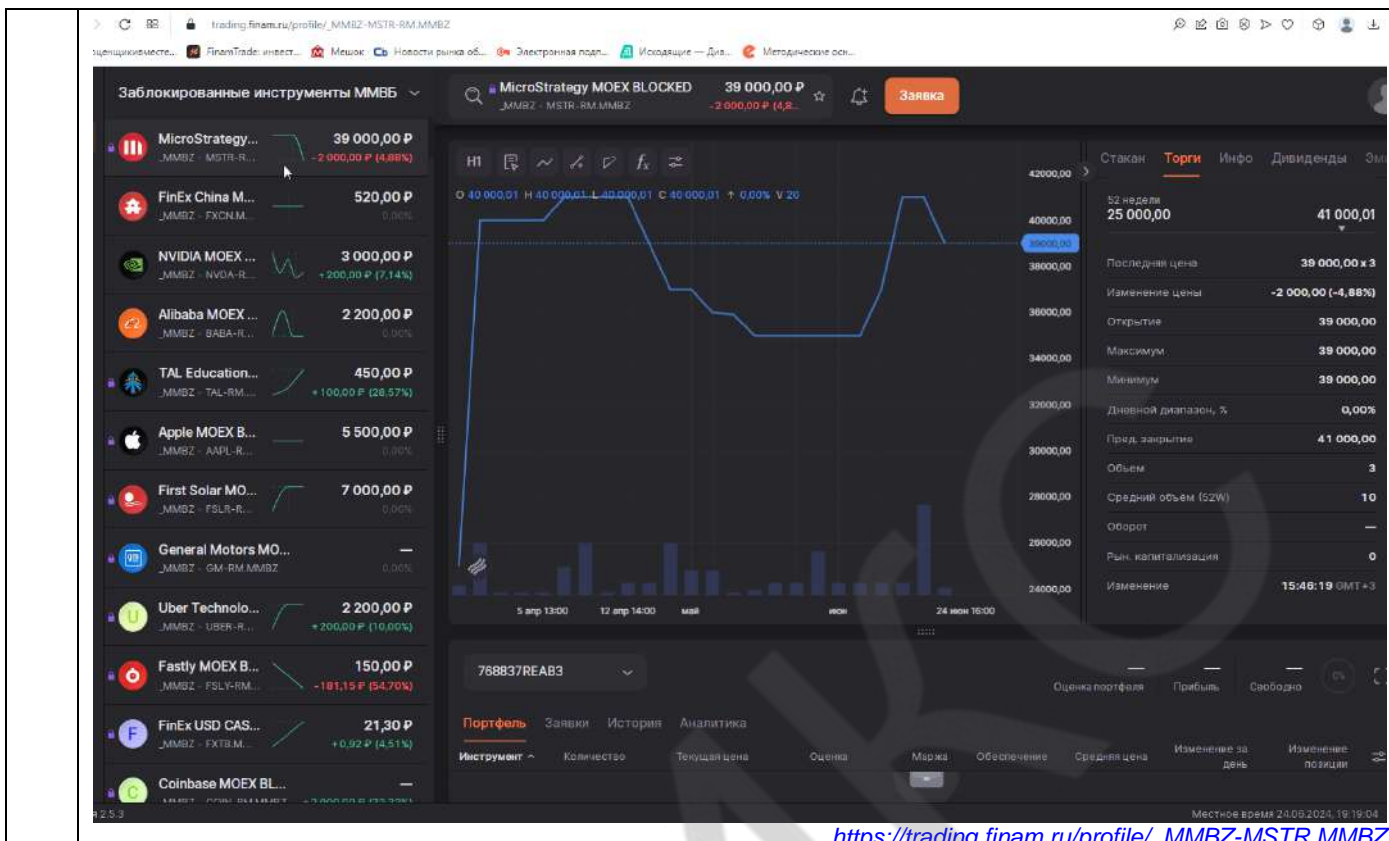 trading.finam.ru/profile/_MMBZ-MSTR-RM.MMBZ
FinamTrade: инвест... Мешок Новости рынка об... Электронная подп... Исходящие — Диа... Методические осн...
Заблокированные инструменты ММВБ
MicroStrategy MOEX BLOCKED 39 000,00 ₽
_MMBZ - MSTR-RM.MMBZ -2 000,00 ₽ (4,8...
Заявка
MicroStrategy... 39 000,00 ₽
_MMBZ - MSTR-R... -2 000,00 ₽ (4,88%)
FinEx China M... 520,00 ₽
_MMBZ - FXCN.M... 0,00%
NVIDIA MOEX ... 3 000,00 ₽
_MMBZ - NVDA-R... +200,00 ₽ (7,14%)
Alibaba MOEX ... 2 200,00 ₽
_MMBZ - BABA-R... 0,00%
TAL Education... 450,00 ₽
_MMBZ - TAL-RM.... +100,00 ₽ (28,57%)
Apple MOEX B... 5 500,00 ₽
_MMBZ - AAPL-R... 0,00%
First Solar MO... 7 000,00 ₽
_MMBZ - FSLR-R... 0,00%
General Motors MO... —
_MMBZ - GM-RM.MMBZ 0,00%
Uber Technolo... 2 200,00 ₽
_MMBZ - UBER-R... +200,00 ₽ (10,00%)
Fastly MOEX B... 150,00 ₽
_MMBZ - FSLY-RM... -181,15 ₽ (54,70%)
FinEx USD CAS... 21,30 ₽
_MMBZ - FXTB.M... +0,92 ₽ (4,51%)
Coinbase MOEX BL... —
H1
O 40 000,01 H 40 000,01 L 40 000,01 C 40 000,01 ↑ 0,00% V 20
42000,00
40000,00
39000,00
38000,00
36000,00
34000,00
32000,00
30000,00
28000,00
26000,00
24000,00
5 апр 13:00 12 апр 14:00 май июн 24 июн 16:00
Стакан Торги Инфо Дивиденды
52 недели
25 000,00 41 000,01
Последняя цена 39 000,00 x 3
Изменение цены -2 000,00 (-4,88%)
Открытие 39 000,00
Максимум 39 000,00
Минимум 39 000,00
Дневной диапазон, % 0,00%
Пред. закрытие 41 000,00
Объем 3
Средний объем (52W) 10
Оборот —
Рын. капитализация 0
Изменение 15:46:19 GMT+3
768837REAB3
— — — 0%
Оценка портфеля Прибыль Свободно
Портфель Заявки История Аналитика
Инструмент Количество Текущая цена Оценка Маржа Обеспечение Средняя цена Изменение за день Изменение позиции
2.5.3
Местное время 24.06.2024, 19:19:04
https://trading.finam.ru/profile/_MMBZ-MSTR.MMBZ